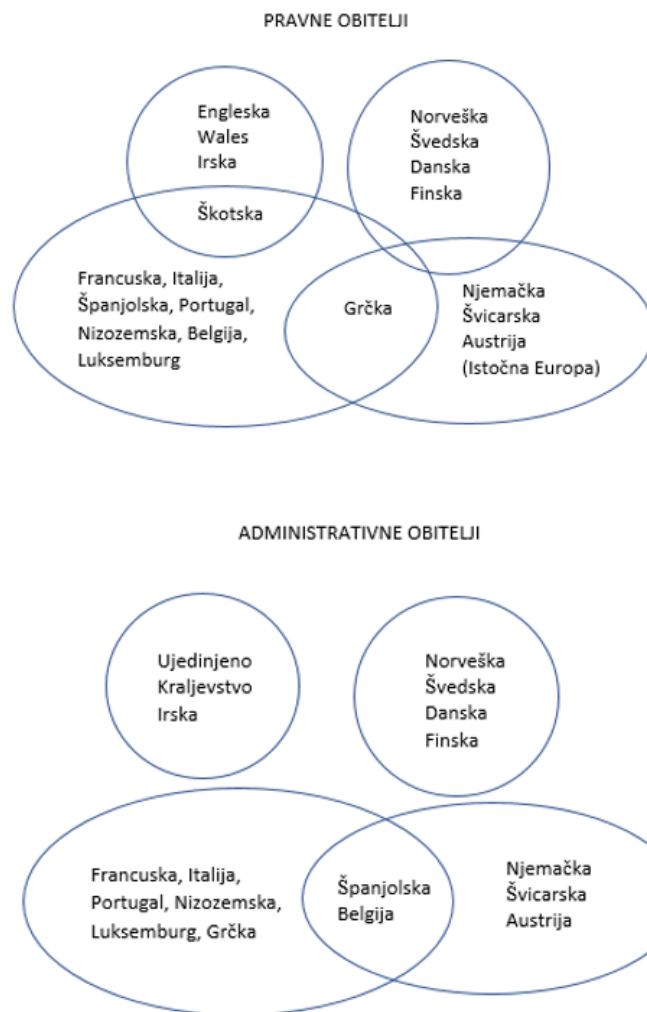 PRAVNE OBITELJI
Engleska
Wales
Irska
Škotska
Norveška
Švedska
Danska
Finska
Francuska, Italija,
Španjolska, Portugal,
Nizozemska, Belgija,
Luksemburg
Grčka
Njemačka
Švicarska
Austrija
(Istočna Europa)
ADMINISTRATIVNE OBITELJI
Ujedinjeno
Kraljevstvo
Irska
Norveška
Švedska
Danska
Finska
Francuska, Italija,
Portugal, Nizozemska,
Luksemburg, Grčka
Španjolska
Belgija
Njemačka
Švicarska
Austrija